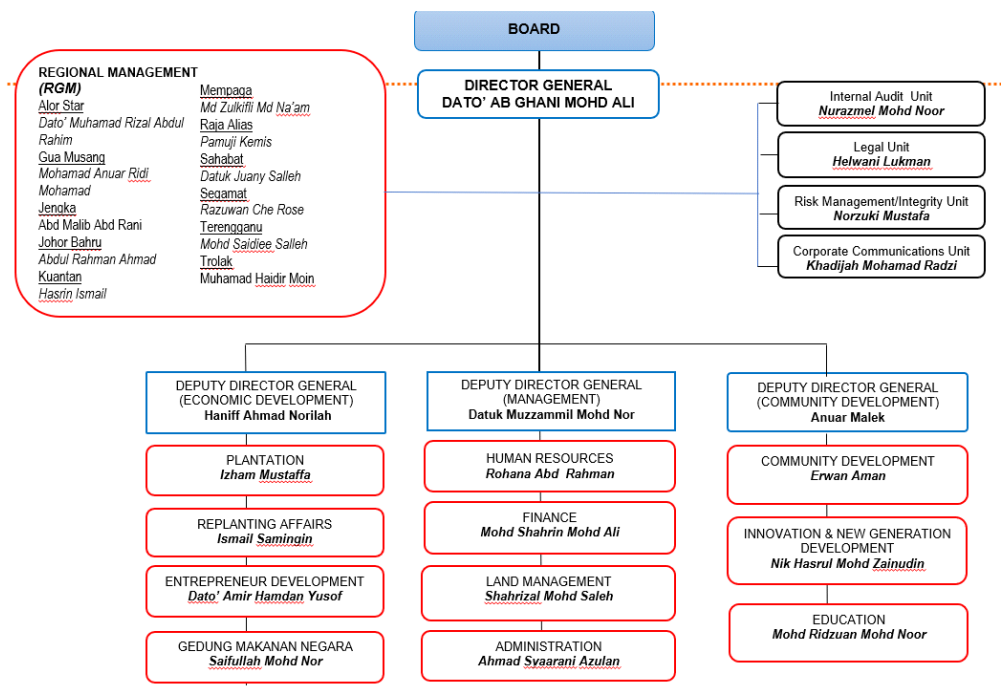 BOARD
DIRECTOR GENERAL
DATO’ AB GHANI MOHD ALI
REGIONAL MANAGEMENT
(RGM)
Alor Star
Dato’ Muhamad Rizal Abdul
Rahim
Gua Musang
Mohamad Anuar Ridi
Mohamad
Jengka
Abd Malib Abd Rani
Johor Bahru
Abdul Rahman Ahmad
Kuantan
Hasrin Ismail
Mempaga
Md Zulkifli Md Na’am
Raja Alias
Pamuji Kemis
Sahabat
Datuk Juany Salleh
Segamat
Razuwan Che Rose
Terengganu
Mohd Saidiee Salleh
Trolak
Muhamad Haidir Moin
Internal Audit Unit
Nurazmel Mohd Noor
Legal Unit
Helwani Lukman
Risk Management/Integrity Unit
Norzuki Mustafa
Corporate Communications Unit
Khadijah Mohamad Radzi
DEPUTY DIRECTOR GENERAL
(ECONOMIC DEVELOPMENT)
Haniff Ahmad Norilah
PLANTATION
Izham Mustaffa
REPLANTING AFFAIRS
Ismail Samingin
ENTREPRENEUR DEVELOPMENT
Dato’ Amir Hamdan Yusof
GEDUNG MAKANAN NEGARA
Saifullah Mohd Nor
DEPUTY DIRECTOR GENERAL
(MANAGEMENT)
Datuk Muzzammil Mohd Nor
HUMAN RESOURCES
Rohana Abd Rahman
FINANCE
Mohd Shahrin Mohd Ali
LAND MANAGEMENT
Shahrizal Mohd Saleh
ADMINISTRATION
Ahmad Syaarani Azulan
DEPUTY DIRECTOR GENERAL
(COMMUNITY DEVELOPMENT)
Anuar Malek
COMMUNITY DEVELOPMENT
Erwan Aman
INNOVATION & NEW GENERATION
DEVELOPMENT
Nik Hasrul Mohd Zainudin
EDUCATION
Mohd Ridzuan Mohd Noor